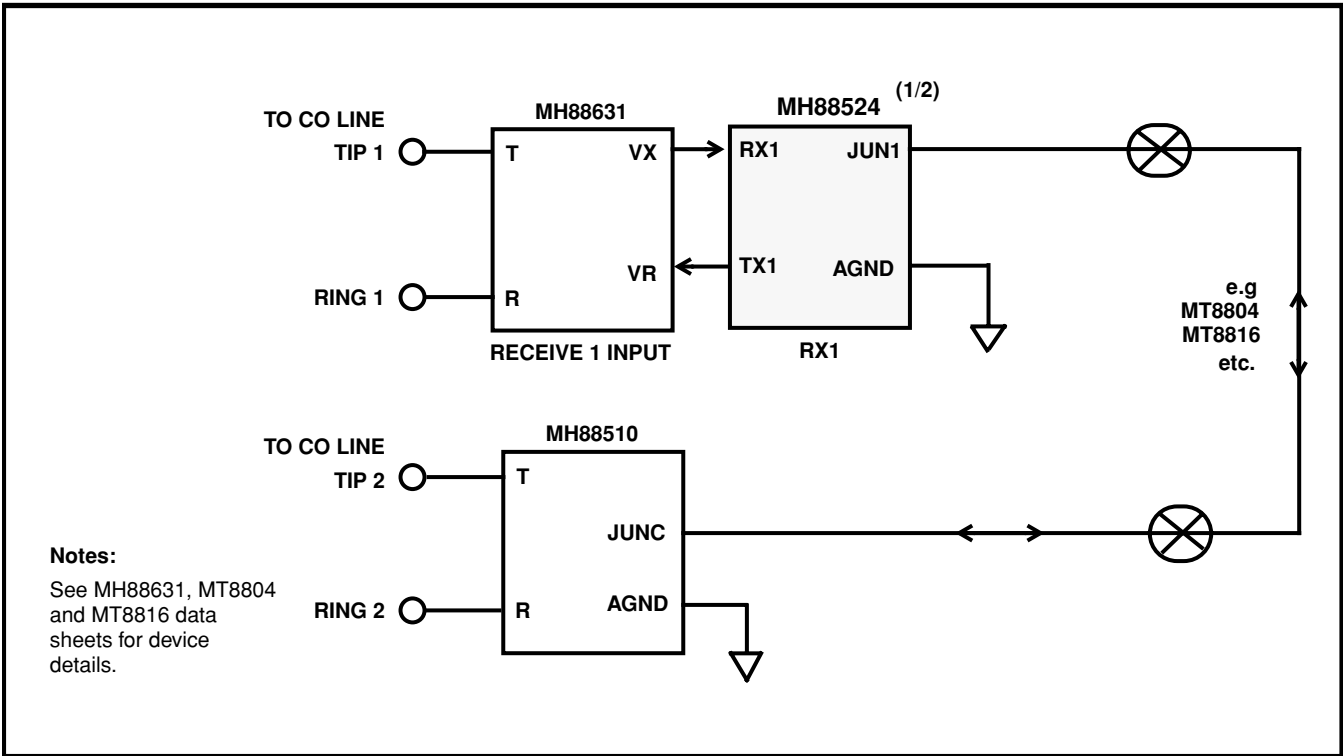 TO CO LINE
TIP 1
RING 1
MH88631
T
VX
VR
R
RECEIVE 1 INPUT
MH88524
(1/2)
RX1
JUN1
TX1
AGND
RX1
e.g
MT8804
MT8816
etc.
TO CO LINE
TIP 2
RING 2
MH88510
T
JUNC
AGND
R
Notes:
See MH88631, MT8804
and MT8816 data
sheets for device
details.